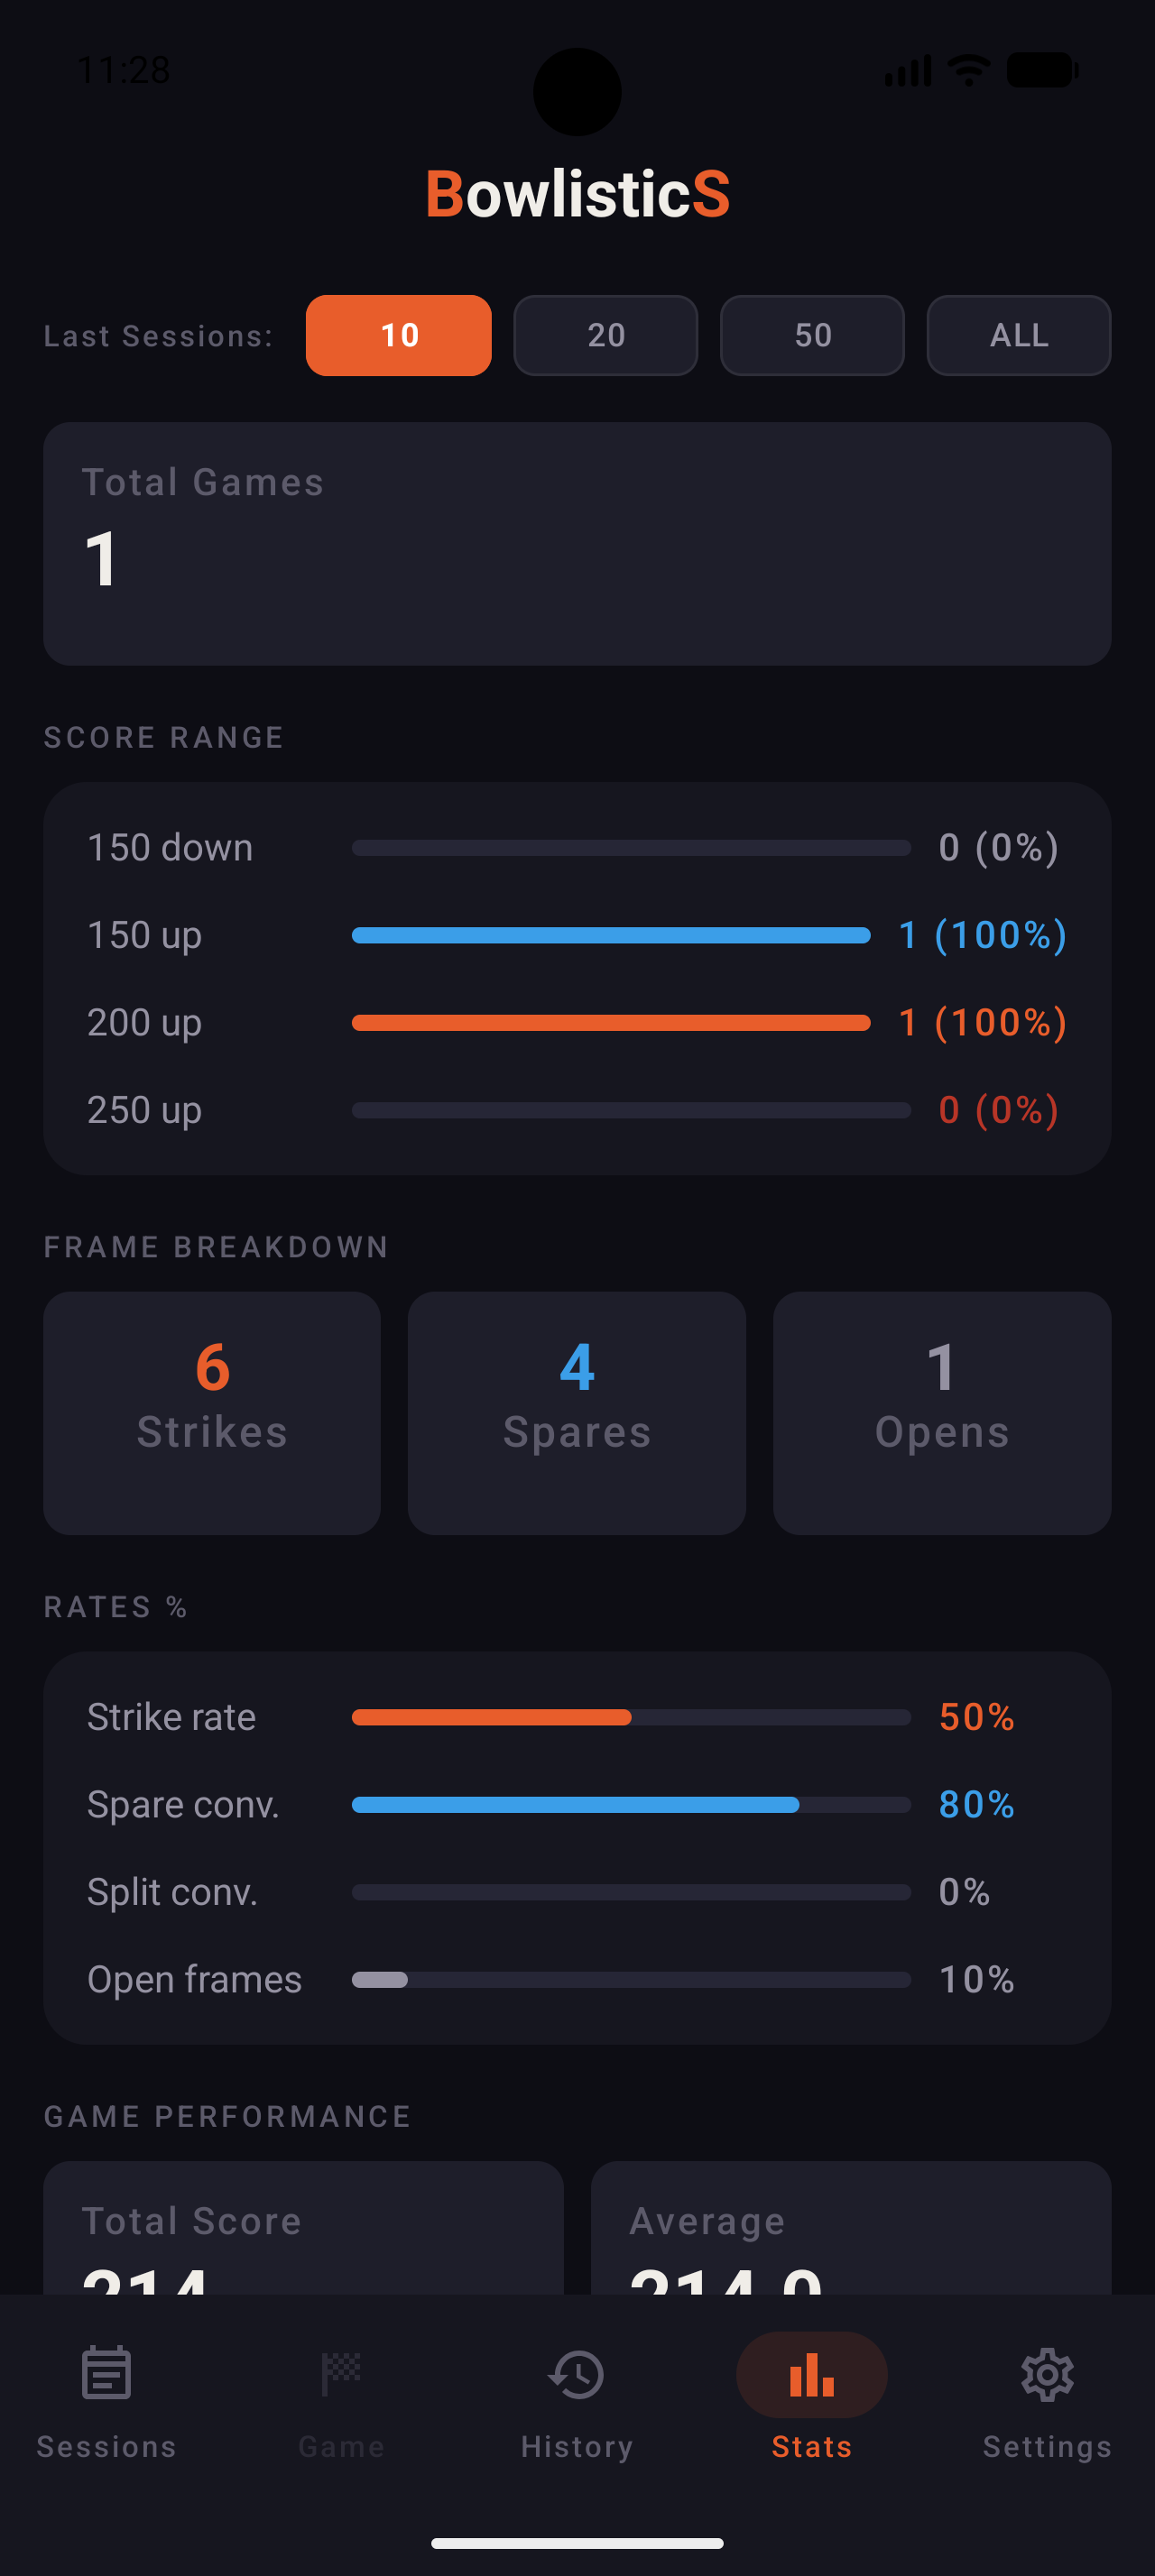 11:28
BowlisticS
Last Sessions: 10 20 50 ALL
Total Games
1
SCORE RANGE
150 down 0 (0%)
150 up 1 (100%)
200 up 1 (100%)
250 up 0 (0%)
FRAME BREAKDOWN
6 4 1
Strikes Spares Opens
RATES %
Strike rate 50%
Spare conv. 80%
Split conv. 0%
Open frames 10%
GAME PERFORMANCE
Total Score Average
214 214.0
Sessions Game History Stats Settings